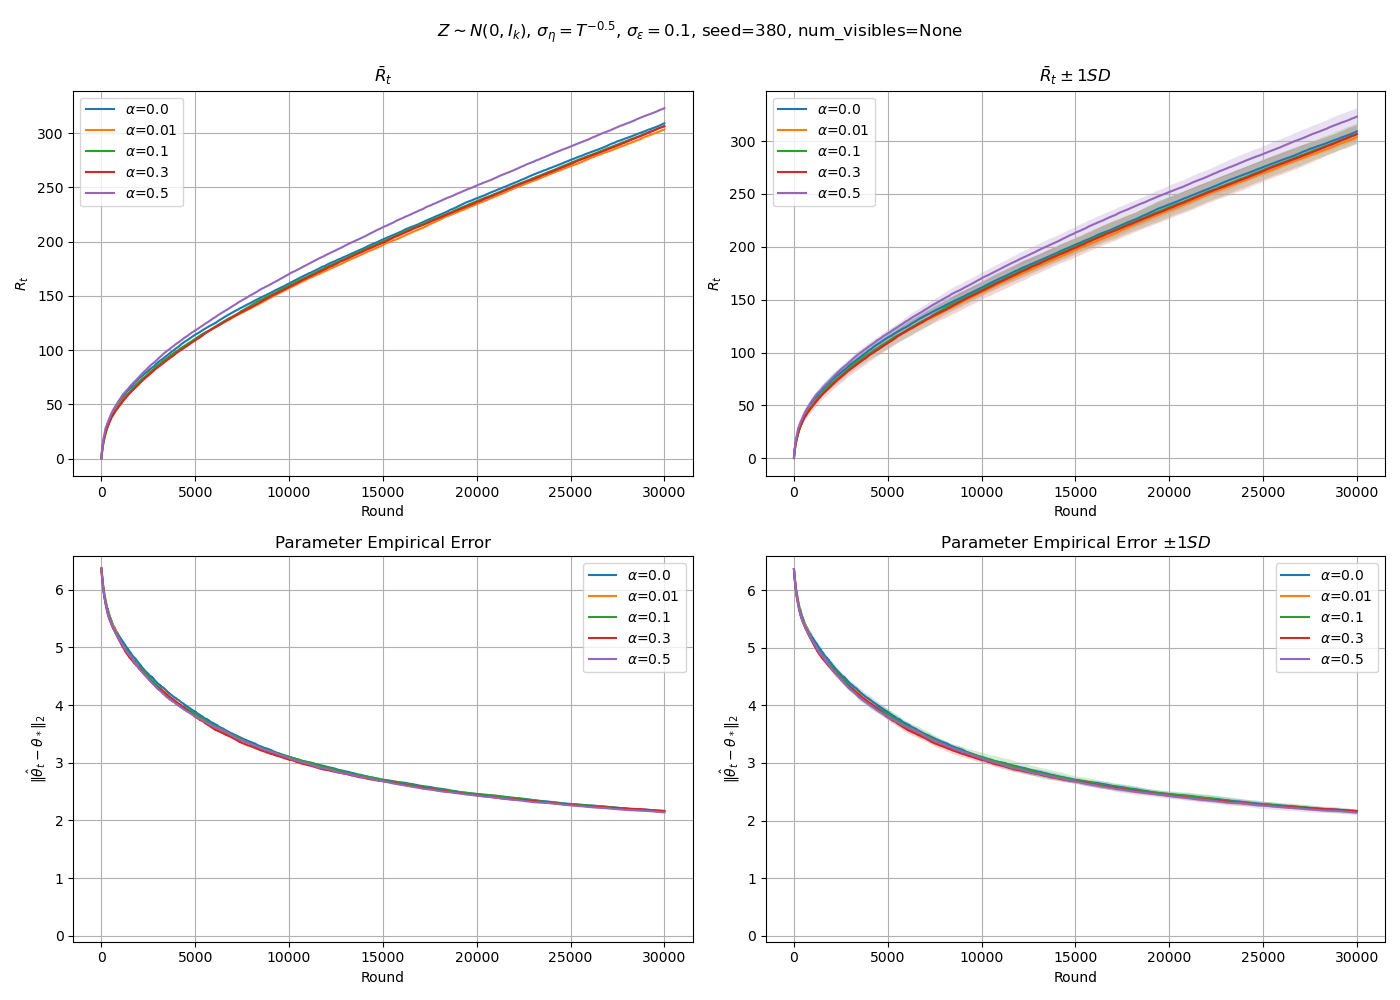 Z ~ N(0, I_k), σ_η = T^{-0.5}, σ_ε = 0.1, seed=380, num_visibles=None
R̄_t
R_t
300
250
200
150
100
50
0
0 5000 10000 15000 20000 25000 30000
Round
α=0.0
α=0.01
α=0.1
α=0.3
α=0.5
R̄_t ± 1SD
R_t
300
250
200
150
100
50
0
0 5000 10000 15000 20000 25000 30000
Round
α=0.0
α=0.01
α=0.1
α=0.3
α=0.5
Parameter Empirical Error
‖θ̂_t − θ_*‖_2
6
5
4
3
2
1
0
0 5000 10000 15000 20000 25000 30000
Round
α=0.0
α=0.01
α=0.1
α=0.3
α=0.5
Parameter Empirical Error ±1SD
‖θ̂_t − θ_*‖_2
6
5
4
3
2
1
0
0 5000 10000 15000 20000 25000 30000
Round
α=0.0
α=0.01
α=0.1
α=0.3
α=0.5